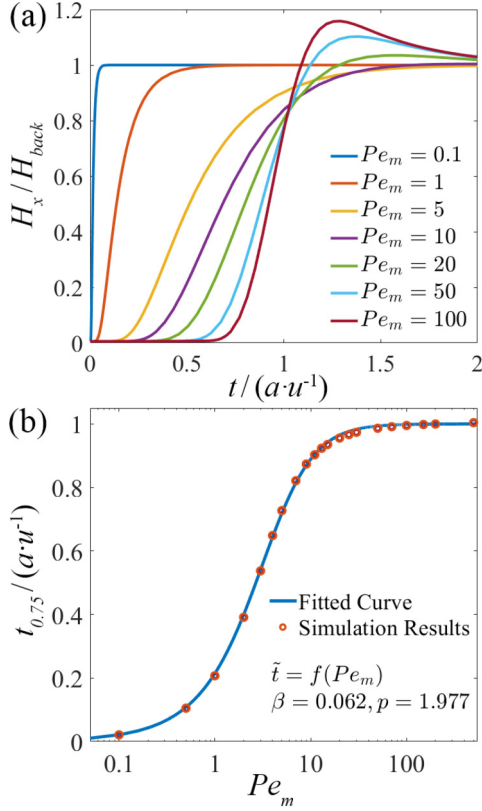 (a)
1.2
1
0.8
0.6
0.4
0.2
0
H_x / H_back
Pe_m = 0.1
Pe_m = 1
Pe_m = 5
Pe_m = 10
Pe_m = 20
Pe_m = 50
Pe_m = 100
0 0.5 1 1.5 2
t / (a·u⁻¹)
(b)
1
0.8
0.6
0.4
0.2
0
t_0.75 / (a·u⁻¹)
Fitted Curve
Simulation Results
t̃ = f(Pe_m)
β = 0.062, p = 1.977
0.1 1 10 100
Pe_m